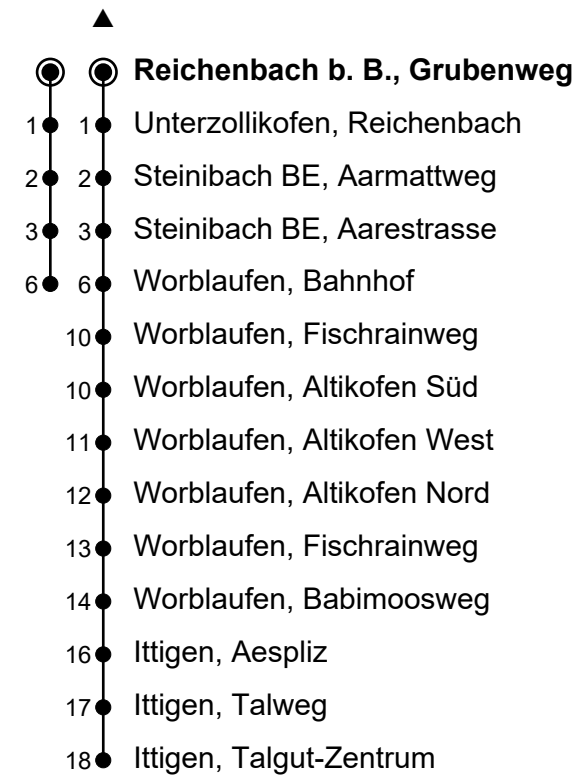 ▲
Reichenbach b. B., Grubenweg
1 1 Unterzollikofen, Reichenbach
2 2 Steinibach BE, Aarmattweg
3 3 Steinibach BE, Aarestrasse
6 6 Worblaufen, Bahnhof
10 Worblaufen, Fischrainweg
10 Worblaufen, Altikofen Süd
11 Worblaufen, Altikofen West
12 Worblaufen, Altikofen Nord
13 Worblaufen, Fischrainweg
14 Worblaufen, Babimoosweg
16 Ittigen, Aespliz
17 Ittigen, Talweg
18 Ittigen, Talgut-Zentrum